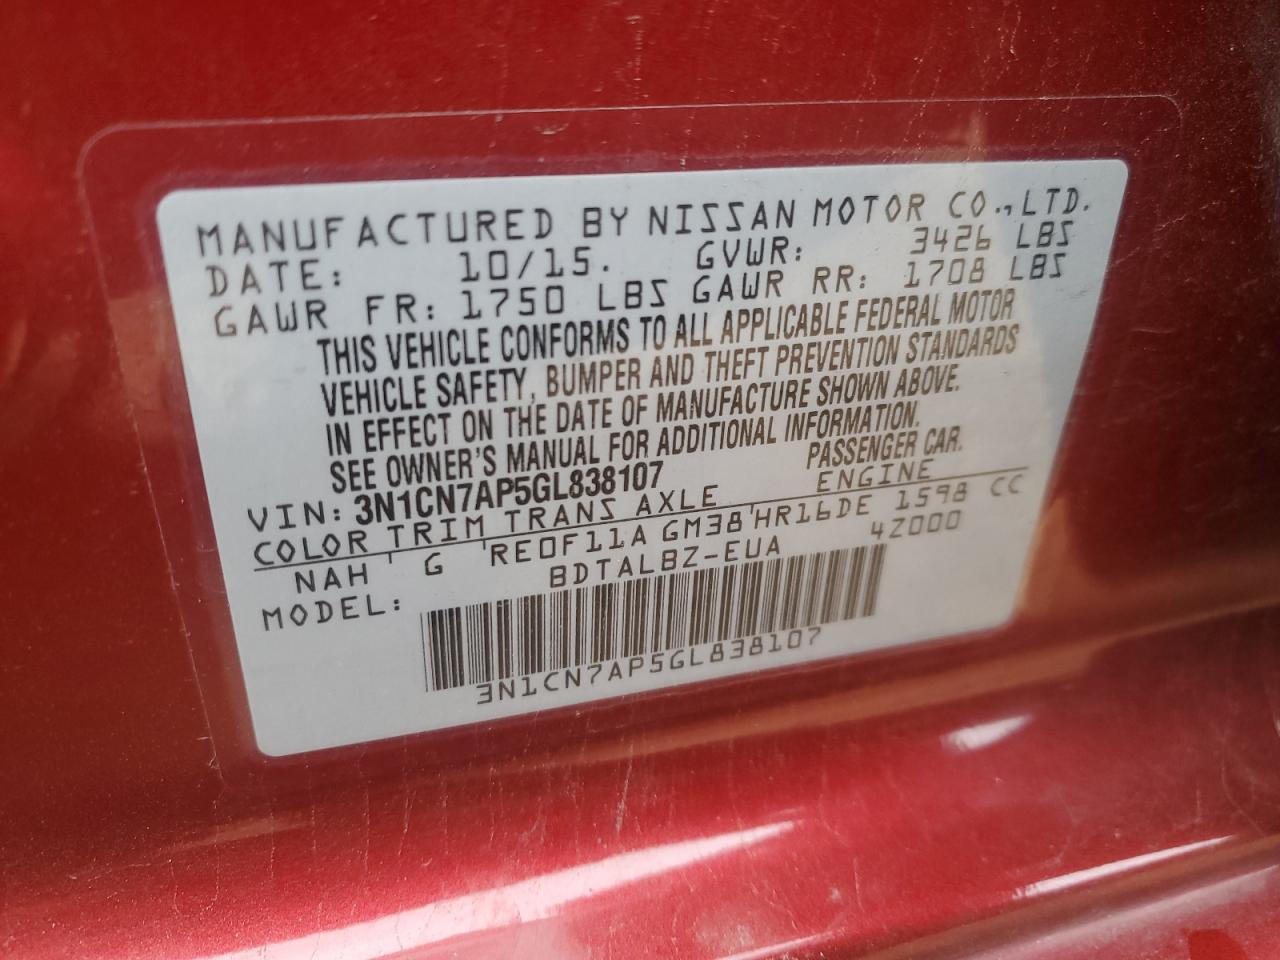 MANUFACTURED BY NISSAN MOTOR CO., LTD.
DATE: 10/15. GVWR: 3426 LBS
GAWR FR: 1750 LBS GAWR RR: 1708 LBS
THIS VEHICLE CONFORMS TO ALL APPLICABLE FEDERAL MOTOR
VEHICLE SAFETY, BUMPER AND THEFT PREVENTION STANDARDS
IN EFFECT ON THE DATE OF MANUFACTURE SHOWN ABOVE.
SEE OWNER'S MANUAL FOR ADDITIONAL INFORMATION.
VIN: 3N1CN7AP5GL838107 PASSENGER CAR.
COLOR TRIM TRANS AXLE ENGINE
NAH G RE0F11A GM38 HR16DE 1598 CC
MODEL: BDTALBZ-EUA 4Z000
3N1CN7AP5GL838107